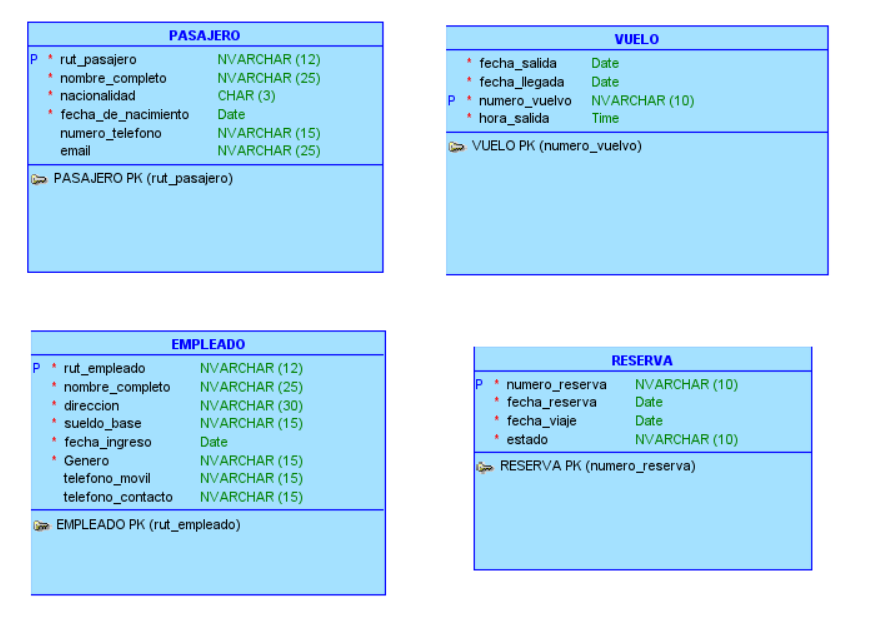 PASAJERO
P * rut_pasajero NVARCHAR (12)
* nombre_completo NVARCHAR (25)
* nacionalidad CHAR (3)
* fecha_de_nacimiento Date
numero_telefono NVARCHAR (15)
email NVARCHAR (25)
PASAJERO PK (rut_pasajero)
VUELO
* fecha_salida Date
* fecha_llegada Date
P * numero_vuelvo NVARCHAR (10)
* hora_salida Time
VUELO PK (numero_vuelvo)
EMPLEADO
P * rut_empleado NVARCHAR (12)
* nombre_completo NVARCHAR (25)
* direccion NVARCHAR (30)
* sueldo_base NVARCHAR (15)
* fecha_ingreso Date
* Genero NVARCHAR (15)
telefono_movil NVARCHAR (15)
telefono_contacto NVARCHAR (15)
EMPLEADO PK (rut_empleado)
RESERVA
P * numero_reserva NVARCHAR (10)
* fecha_reserva Date
* fecha_viaje Date
* estado NVARCHAR (10)
RESERVA PK (numero_reserva)